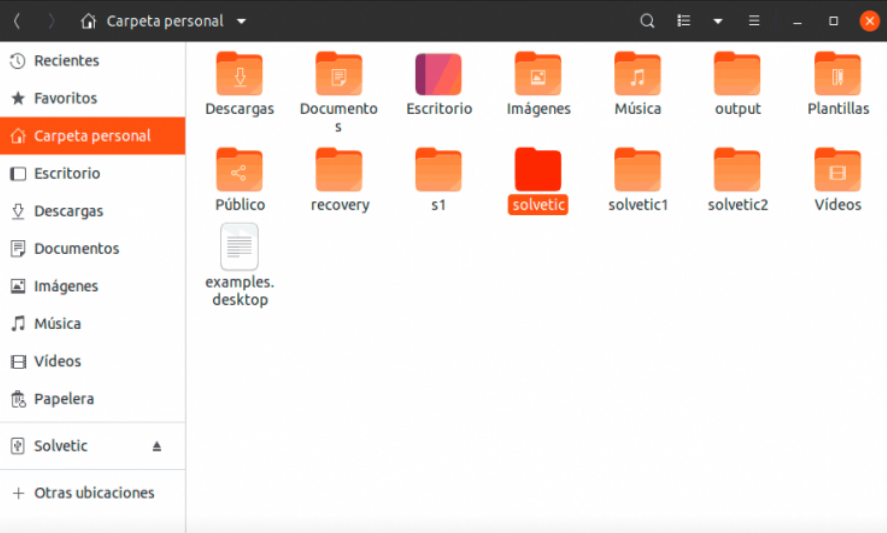 Carpeta personal
Recientes
Favoritos
Carpeta personal
Escritorio
Descargas
Documentos
Imágenes
Música
Vídeos
Papelera
Solvetic
Otras ubicaciones
Descargas
Documento
s
Escritorio
Imágenes
Música
output
Plantillas
Público
recovery
s1
solvetic
solvetic1
solvetic2
Vídeos
examples.
desktop